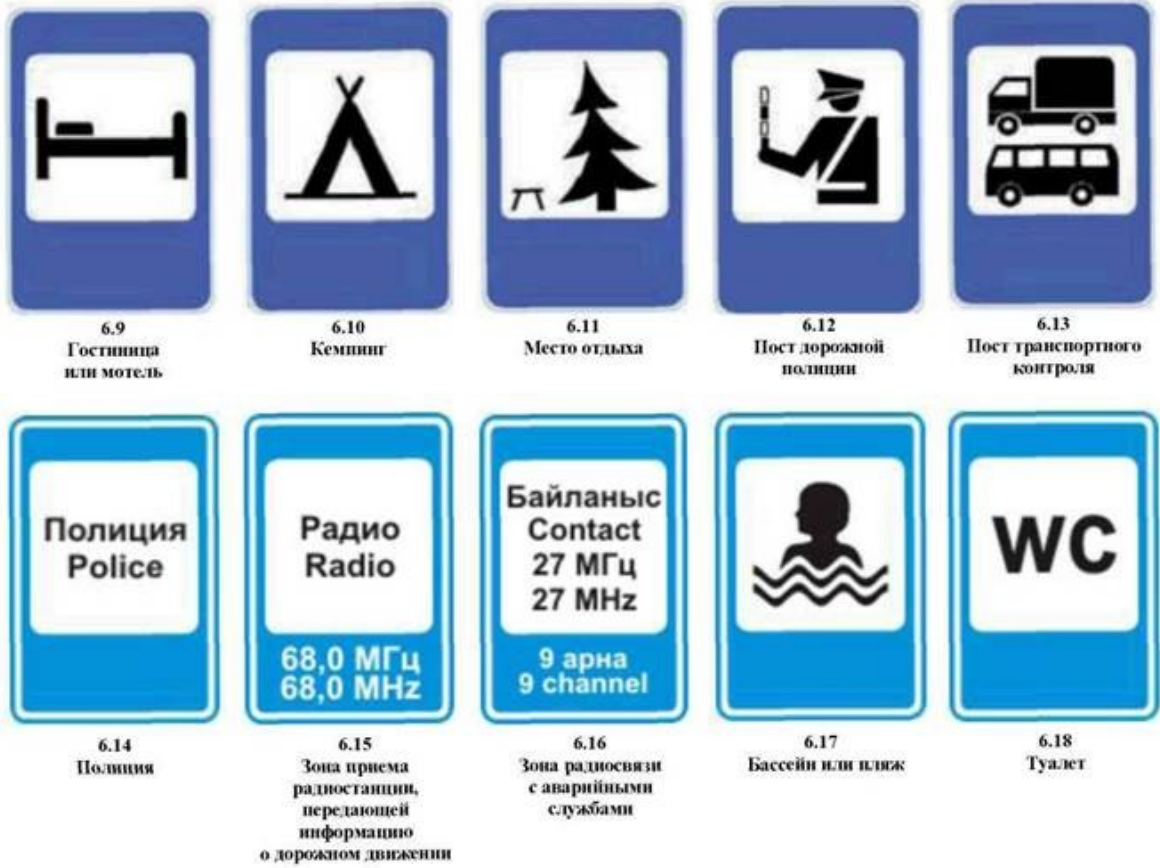 6.9
Гостиница
или мотель
6.10
Кемпинг
6.11
Место отдыха
6.12
Пост дорожной
полиции
6.13
Пост транспортного
контроля
Полиция
Police
6.14
Полиция
Радио
Radio
68,0 МГц
68,0 MHz
6.15
Зона приема
радиостанции,
передающей
информацию
о дорожном движении
Байланыс
Contact
27 МГц
27 MHz
9 арна
9 channel
6.16
Зона радиосвязи
с аварийными
службами
6.17
Бассейн или пляж
WC
6.18
Туалет